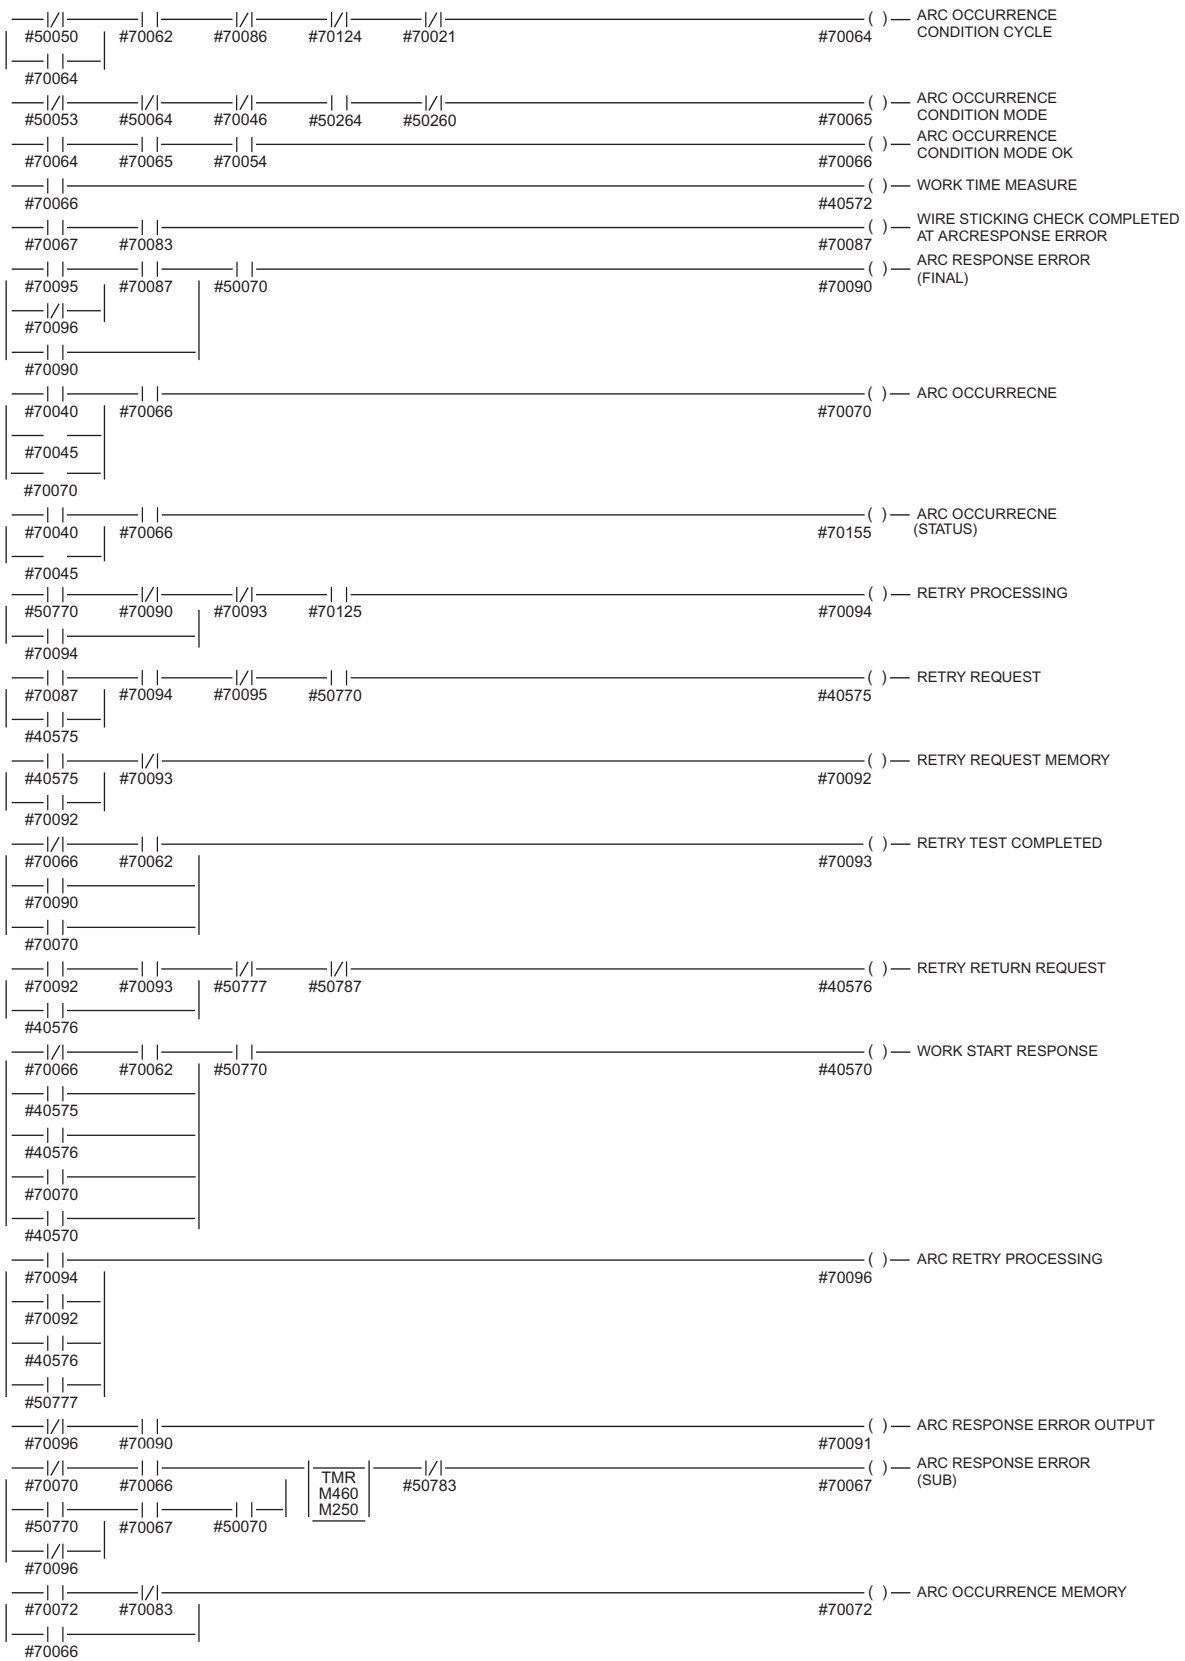 ARC OCCURRENCE
#50050 #70062 #70086 #70124 #70021 #70064 CONDITION CYCLE
#70064
ARC OCCURRENCE
#50053 #50064 #70046 #50264 #50260 #70065 CONDITION MODE
ARC OCCURRENCE
#70064 #70065 #70054 #70066 CONDITION MODE OK
WORK TIME MEASURE
#70066 #40572
WIRE STICKING CHECK COMPLETED
#70067 #70083 #70087 AT ARCRESPONSE ERROR
ARC RESPONSE ERROR
#70095 #70087 #50070 #70090 (FINAL)
#70096
#70090
ARC OCCURRECNE
#70040 #70066 #70070
#70045
#70070
ARC OCCURRECNE
#70040 #70066 #70155 (STATUS)
#70045
RETRY PROCESSING
#50770 #70090 #70093 #70125 #70094
#70094
RETRY REQUEST
#70087 #70094 #70095 #50770 #40575
#40575
RETRY REQUEST MEMORY
#40575 #70093 #70092
#70092
RETRY TEST COMPLETED
#70066 #70062 #70093
#70090
#70070
RETRY RETURN REQUEST
#70092 #70093 #50777 #50787 #40576
#40576
WORK START RESPONSE
#70066 #70062 #50770 #40570
#40575
#40576
#70070
#40570
ARC RETRY PROCESSING
#70094 #70096
#70092
#40576
#50777
ARC RESPONSE ERROR OUTPUT
#70096 #70090 #70091
ARC RESPONSE ERROR
#70070 #70066 TMR #50783 #70067 (SUB)
M460
M250
#50770 #70067 #50070
#70096
ARC OCCURRENCE MEMORY
#70072 #70083 #70072
#70066